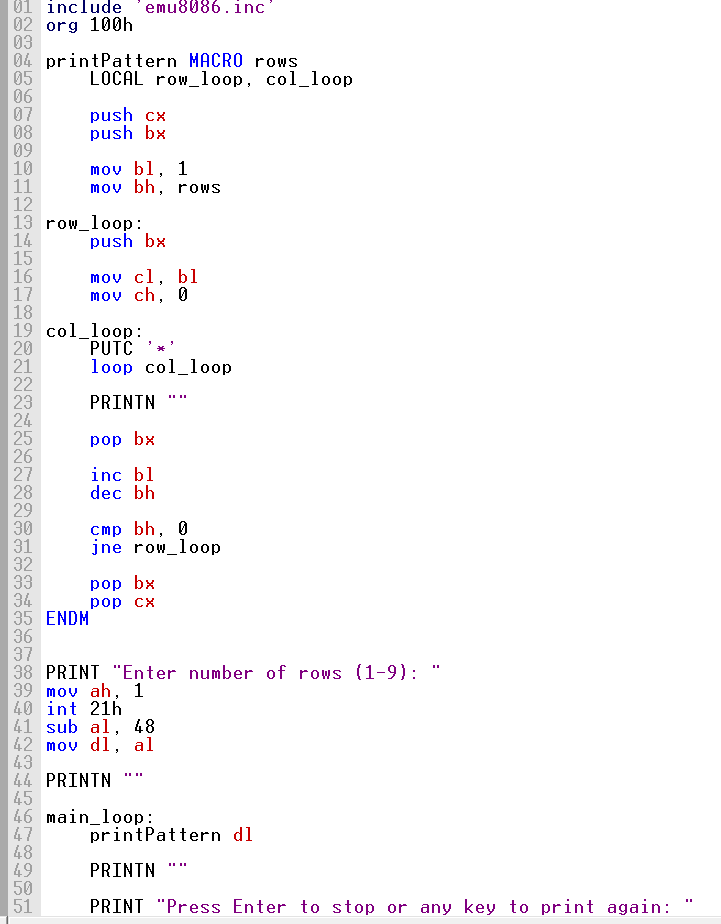 01 include 'emu8086.inc'
02 org 100h
03
04 printPattern MACRO rows
05     LOCAL row_loop, col_loop
06
07     push cx
08     push bx
09
10     mov bl, 1
11     mov bh, rows
12
13 row_loop:
14     push bx
15
16     mov cl, bl
17     mov ch, 0
18
19 col_loop:
20     PUTC '*'
21     loop col_loop
22
23     PRINTN ""
24
25     pop bx
26
27     inc bl
28     dec bh
29
30     cmp bh, 0
31     jne row_loop
32
33     pop bx
34     pop cx
35 ENDM
36
37
38 PRINT "Enter number of rows (1-9): "
39 mov ah, 1
40 int 21h
41 sub al, 48
42 mov dl, al
43
44 PRINTN ""
45
46 main_loop:
47     printPattern dl
48
49     PRINTN ""
50
51     PRINT "Press Enter to stop or any key to print again: "